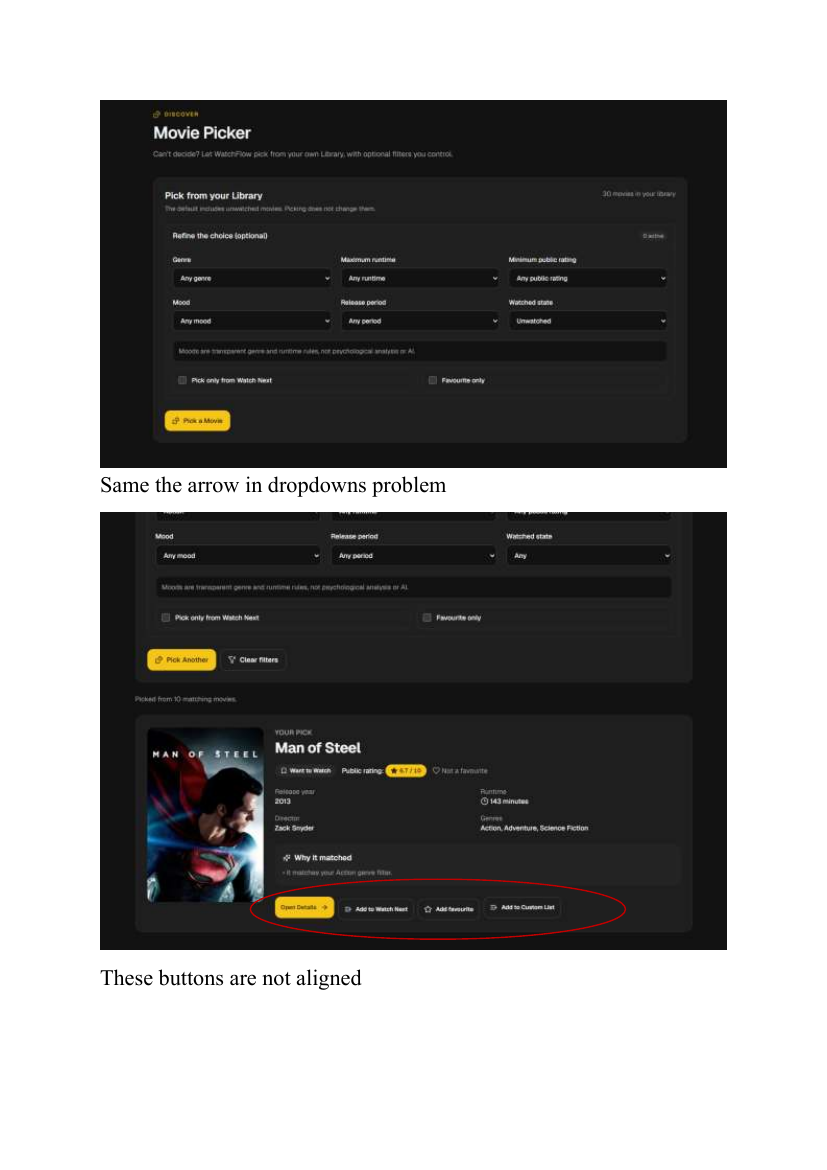 DISCOVER
Movie Picker
Can't decide? Let WatchFlow pick from your own Library, with optional filters you control.
Pick from your Library
30 movies in your library
The default includes unwatched movies. Picking does not change them.
Refine the choice (optional)
0 active
Genre
Maximum runtime
Minimum public rating
Any genre
Any runtime
Any public rating
Mood
Release period
Watched state
Any mood
Any period
Unwatched
Moods are transparent genre and runtime rules, not psychological analysis or AI.
Pick only from Watch Next
Favourite only
Pick a Movie
Same the arrow in dropdowns problem
Mood
Release period
Watched state
Any mood
Any period
Any
Moods are transparent genre and runtime rules, not psychological analysis or AI.
Pick only from Watch Next
Favourite only
Pick Another
Clear filters
Picked from 10 matching movies.
MAN OF STEEL
YOUR PICK
Man of Steel
Want to Watch
Public rating:
6.7 / 10
Not a favourite
Release year
Runtime
2013
143 minutes
Director
Genres
Zack Snyder
Action, Adventure, Science Fiction
Why it matched
• It matches your Action genre filter.
Open Details
Add to Watch Next
Add favourite
Add to Custom List
These buttons are not aligned